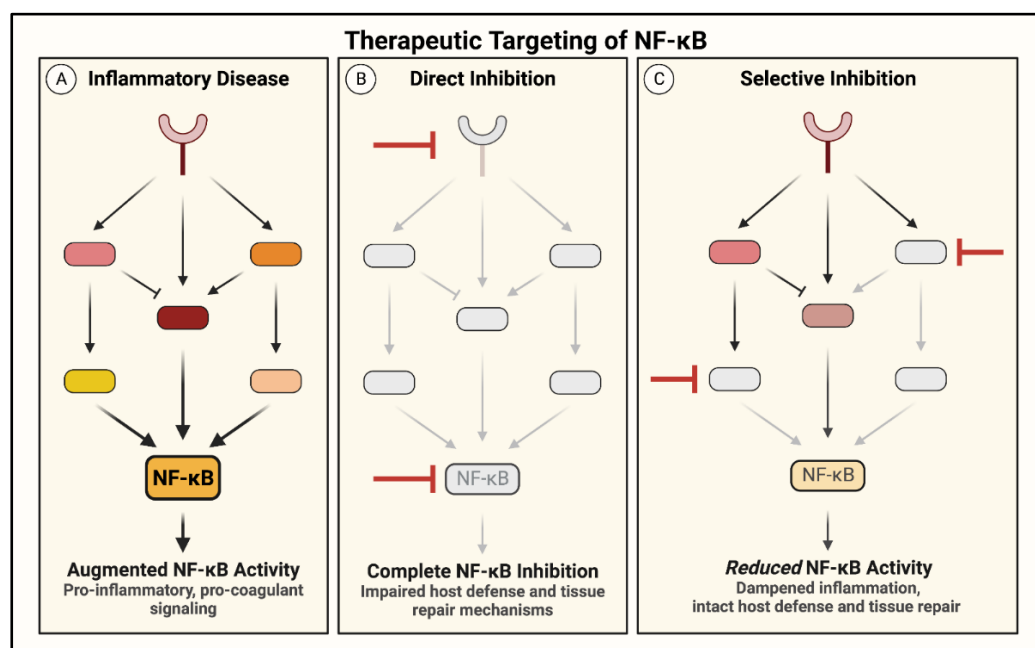 Therapeutic Targeting of NF-κB
A Inflammatory Disease
NF-κB
Augmented NF-κB Activity
Pro-inflammatory, pro-coagulant
signaling
B Direct Inhibition
NF-κB
Complete NF-κB Inhibition
Impaired host defense and tissue
repair mechanisms
C Selective Inhibition
NF-κB
Reduced NF-κB Activity
Dampened inflammation,
intact host defense and tissue repair